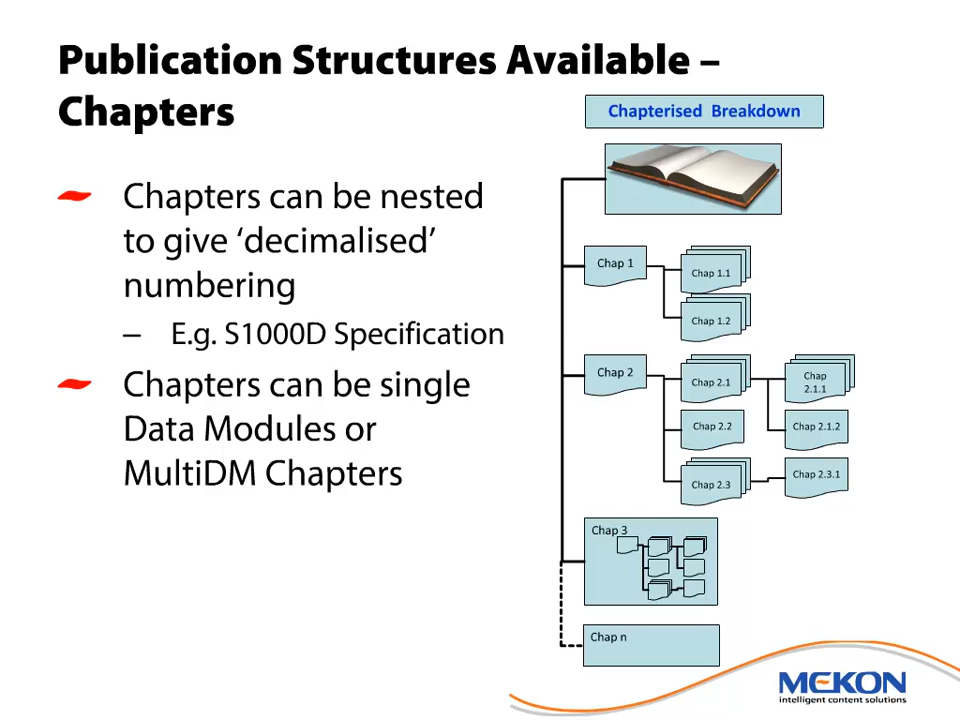 Publication Structures Available –
Chapters
Chapters can be nested
to give ‘decimalised’
numbering
– E.g. S1000D Specification
Chapters can be single
Data Modules or
MultiDM Chapters
Chapterised Breakdown
Chap 1
Chap 1.1
Chap 1.2
Chap 2
Chap 2.1
Chap
2.1.1
Chap 2.2
Chap 2.1.2
Chap 2.3
Chap 2.3.1
Chap 3
Chap n
MEKON
intelligent content solutions